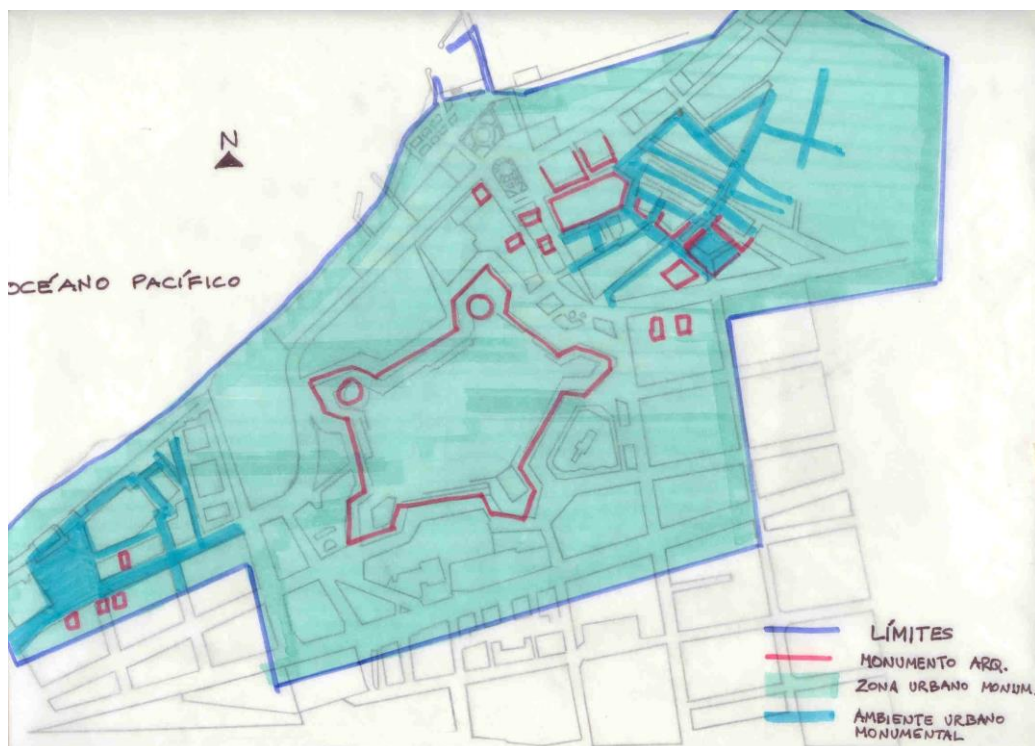 N
OCÉANO PACÍFICO
LÍMITES
MONUMENTO ARQ.
ZONA URBANO MONUM.
AMBIENTE URBANO
MONUMENTAL